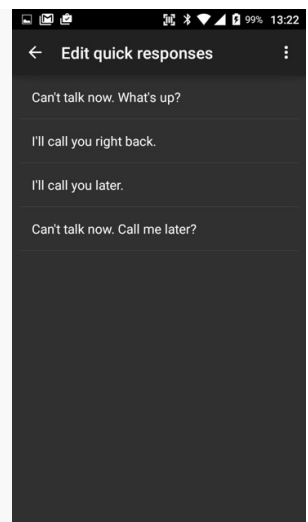 99% 13:22
Edit quick responses
Can't talk now. What's up?
I'll call you right back.
I'll call you later.
Can't talk now. Call me later?